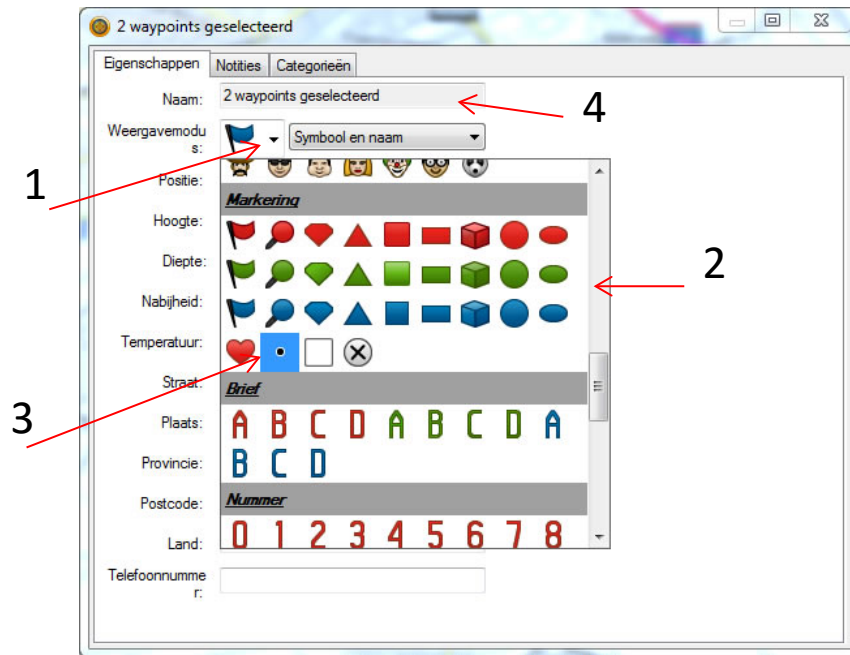 2 waypoints geselecteerd
Eigenschappen Notities Categorieën
Naam: 2 waypoints geselecteerd
4
Weergavemodu
s:
Symbool en naam
1
Positie:
Markering
Hoogte:
Diepte:
2
Nabijheid:
Temperatuur:
3
Straat: Brief
Plaats: A B C D A B C D A
Provincie: B C D
Postcode: Nummer
Land: 0 1 2 3 4 5 6 7 8
Telefoonnumme
r: